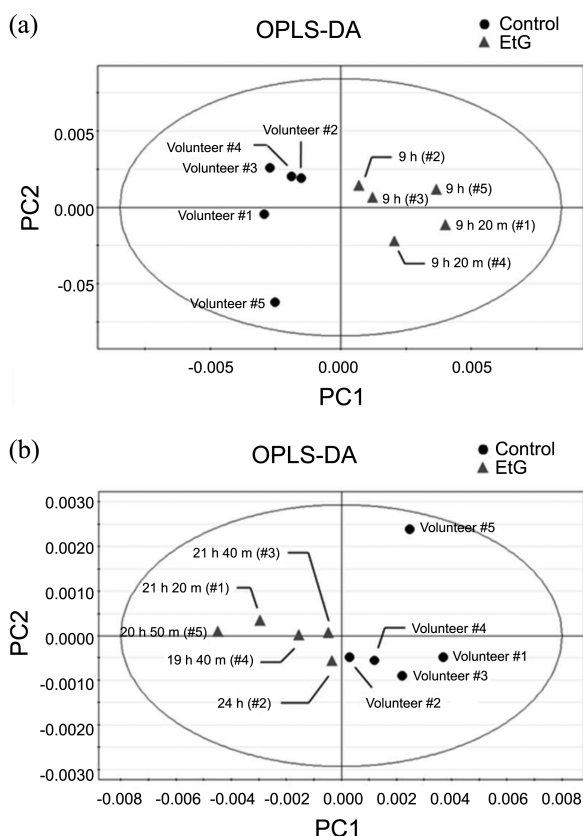 (a)
OPLS-DA
Control
EtG
Volunteer #2
Volunteer #4
Volunteer #3
Volunteer #1
Volunteer #5
9 h (#2)
9 h (#5)
9 h (#3)
9 20 m (#1)
9 h 20 m (#4)
PC2
0.005
0.000
-0.05
-0.005 0.000 0.005
PC1
(b)
OPLS-DA
Control
EtG
Volunteer #5
21 h 40 m (#3)
21 h 20 m (#1)
20 h 50 m (#5)
19 h 40 m (#4)
24 h (#2)
Volunteer #4
Volunteer #1
Volunteer #3
Volunteer #2
PC2
0.0030
0.0020
0.0010
0.0000
-0.0010
-0.0020
-0.0030
-0.008 -0.006 -0.004 -0.002 0.000 0.002 0.004 0.006 0.008
PC1